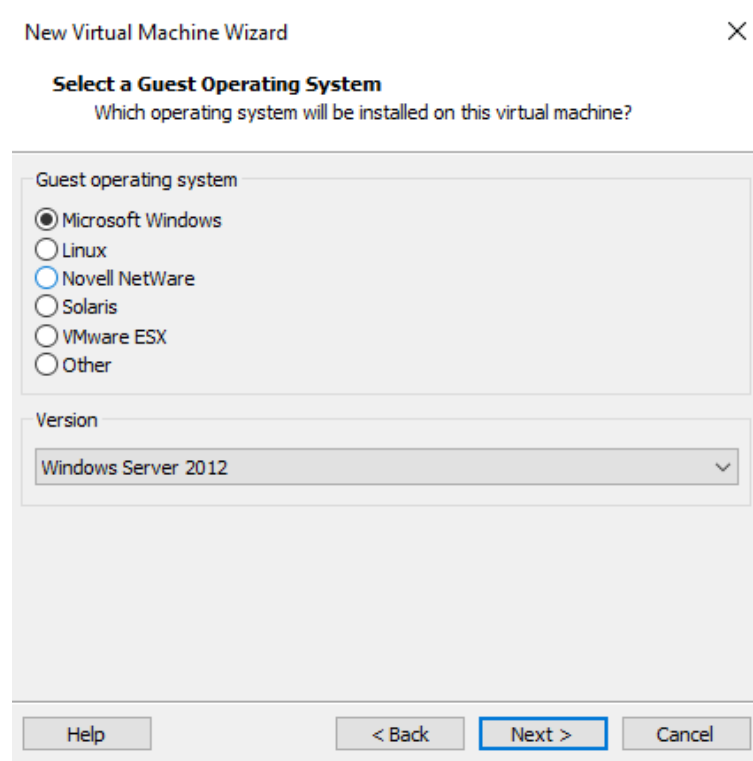 New Virtual Machine Wizard
Select a Guest Operating System
Which operating system will be installed on this virtual machine?
Guest operating system
Microsoft Windows
Linux
Novell NetWare
Solaris
VMware ESX
Other
Version
Windows Server 2012
Help
< Back
Next >
Cancel